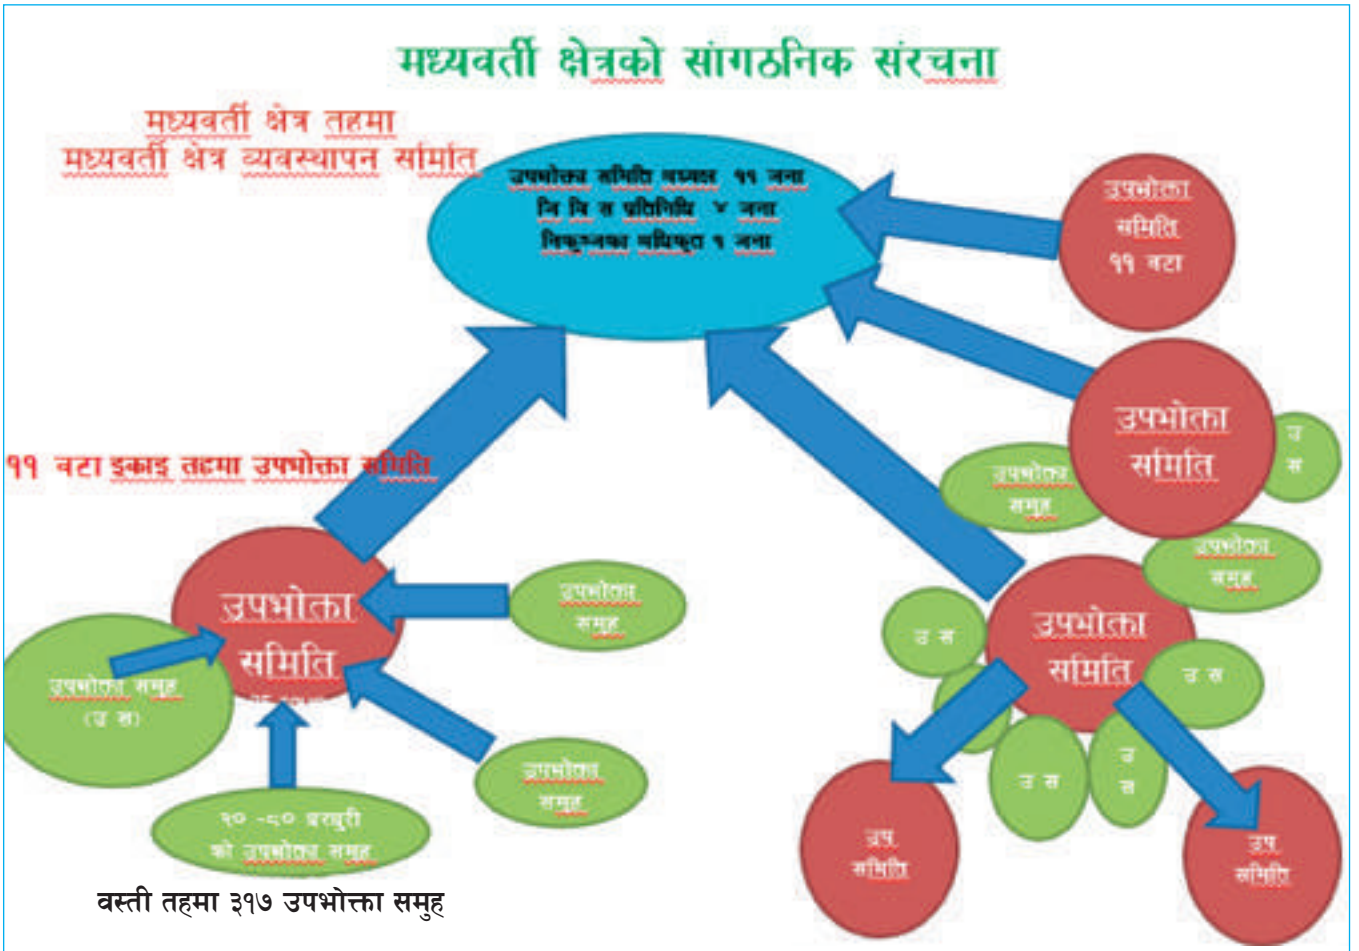 मध्यवर्ती क्षेत्रको सांगठनिक संरचना
मध्यवर्ती क्षेत्र तहमा
मध्यवर्ती क्षेत्र व्यवस्थापन समिति
उपभोक्ता समिति अध्यक्ष ११ जना
जि वि स प्रतिनिधि ४ जना
निकुञ्जका अधिकृत १ जना
उपभोक्ता
समिति
११ वटा
उपभोक्ता
समिति
उ
स
उपभोक्ता
समुह
उपभोक्ता
समुह
११ वटा इकाइ तहमा उपभोक्ता समिति
उपभोक्ता
समिति
उपभोक्ता
समुह
उपभोक्ता समुह
(उ स)
उपभोक्ता
समुह
को उपभोक्ता समुह
वस्ती तहमा ३१७ उपभोक्ता समुह
उपभोक्ता
समिति
उ स
उ स
उ स
उ
स
उप
समिति
उप
समिति